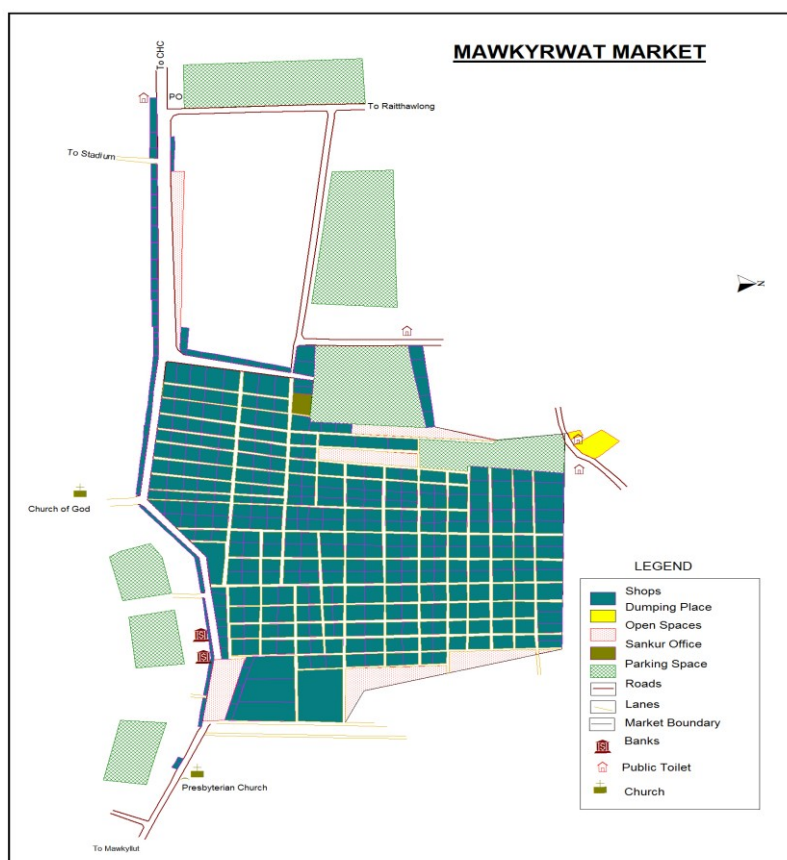 MAWKYRWAT MARKET
To CHC
PO
To Raitthawlong
To Stadium
N
Church of God
LEGEND
Shops
Dumping Place
Open Spaces
Sankur Office
Parking Space
Roads
Lanes
Market Boundary
Banks
Public Toilet
Church
Presbyterian Church
To Mawkyllut